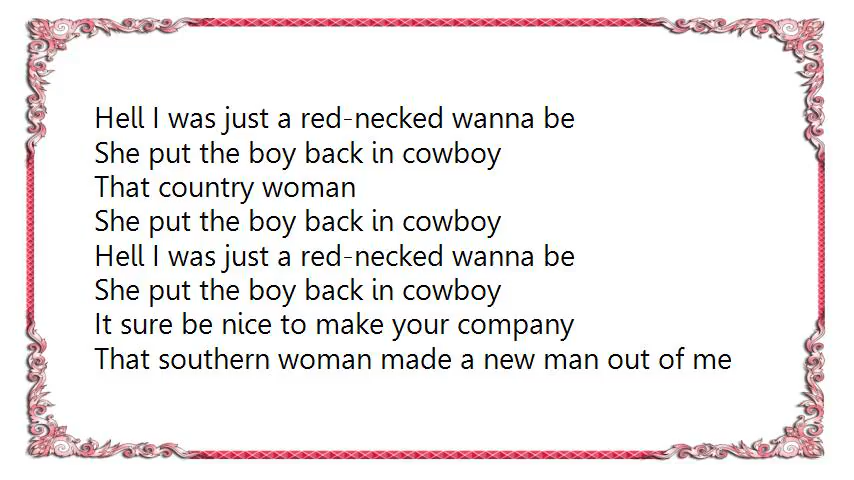 Hell I was just a red-necked wanna be
She put the boy back in cowboy
That country woman
She put the boy back in cowboy
Hell I was just a red-necked wanna be
She put the boy back in cowboy
It sure be nice to make your company
That southern woman made a new man out of me